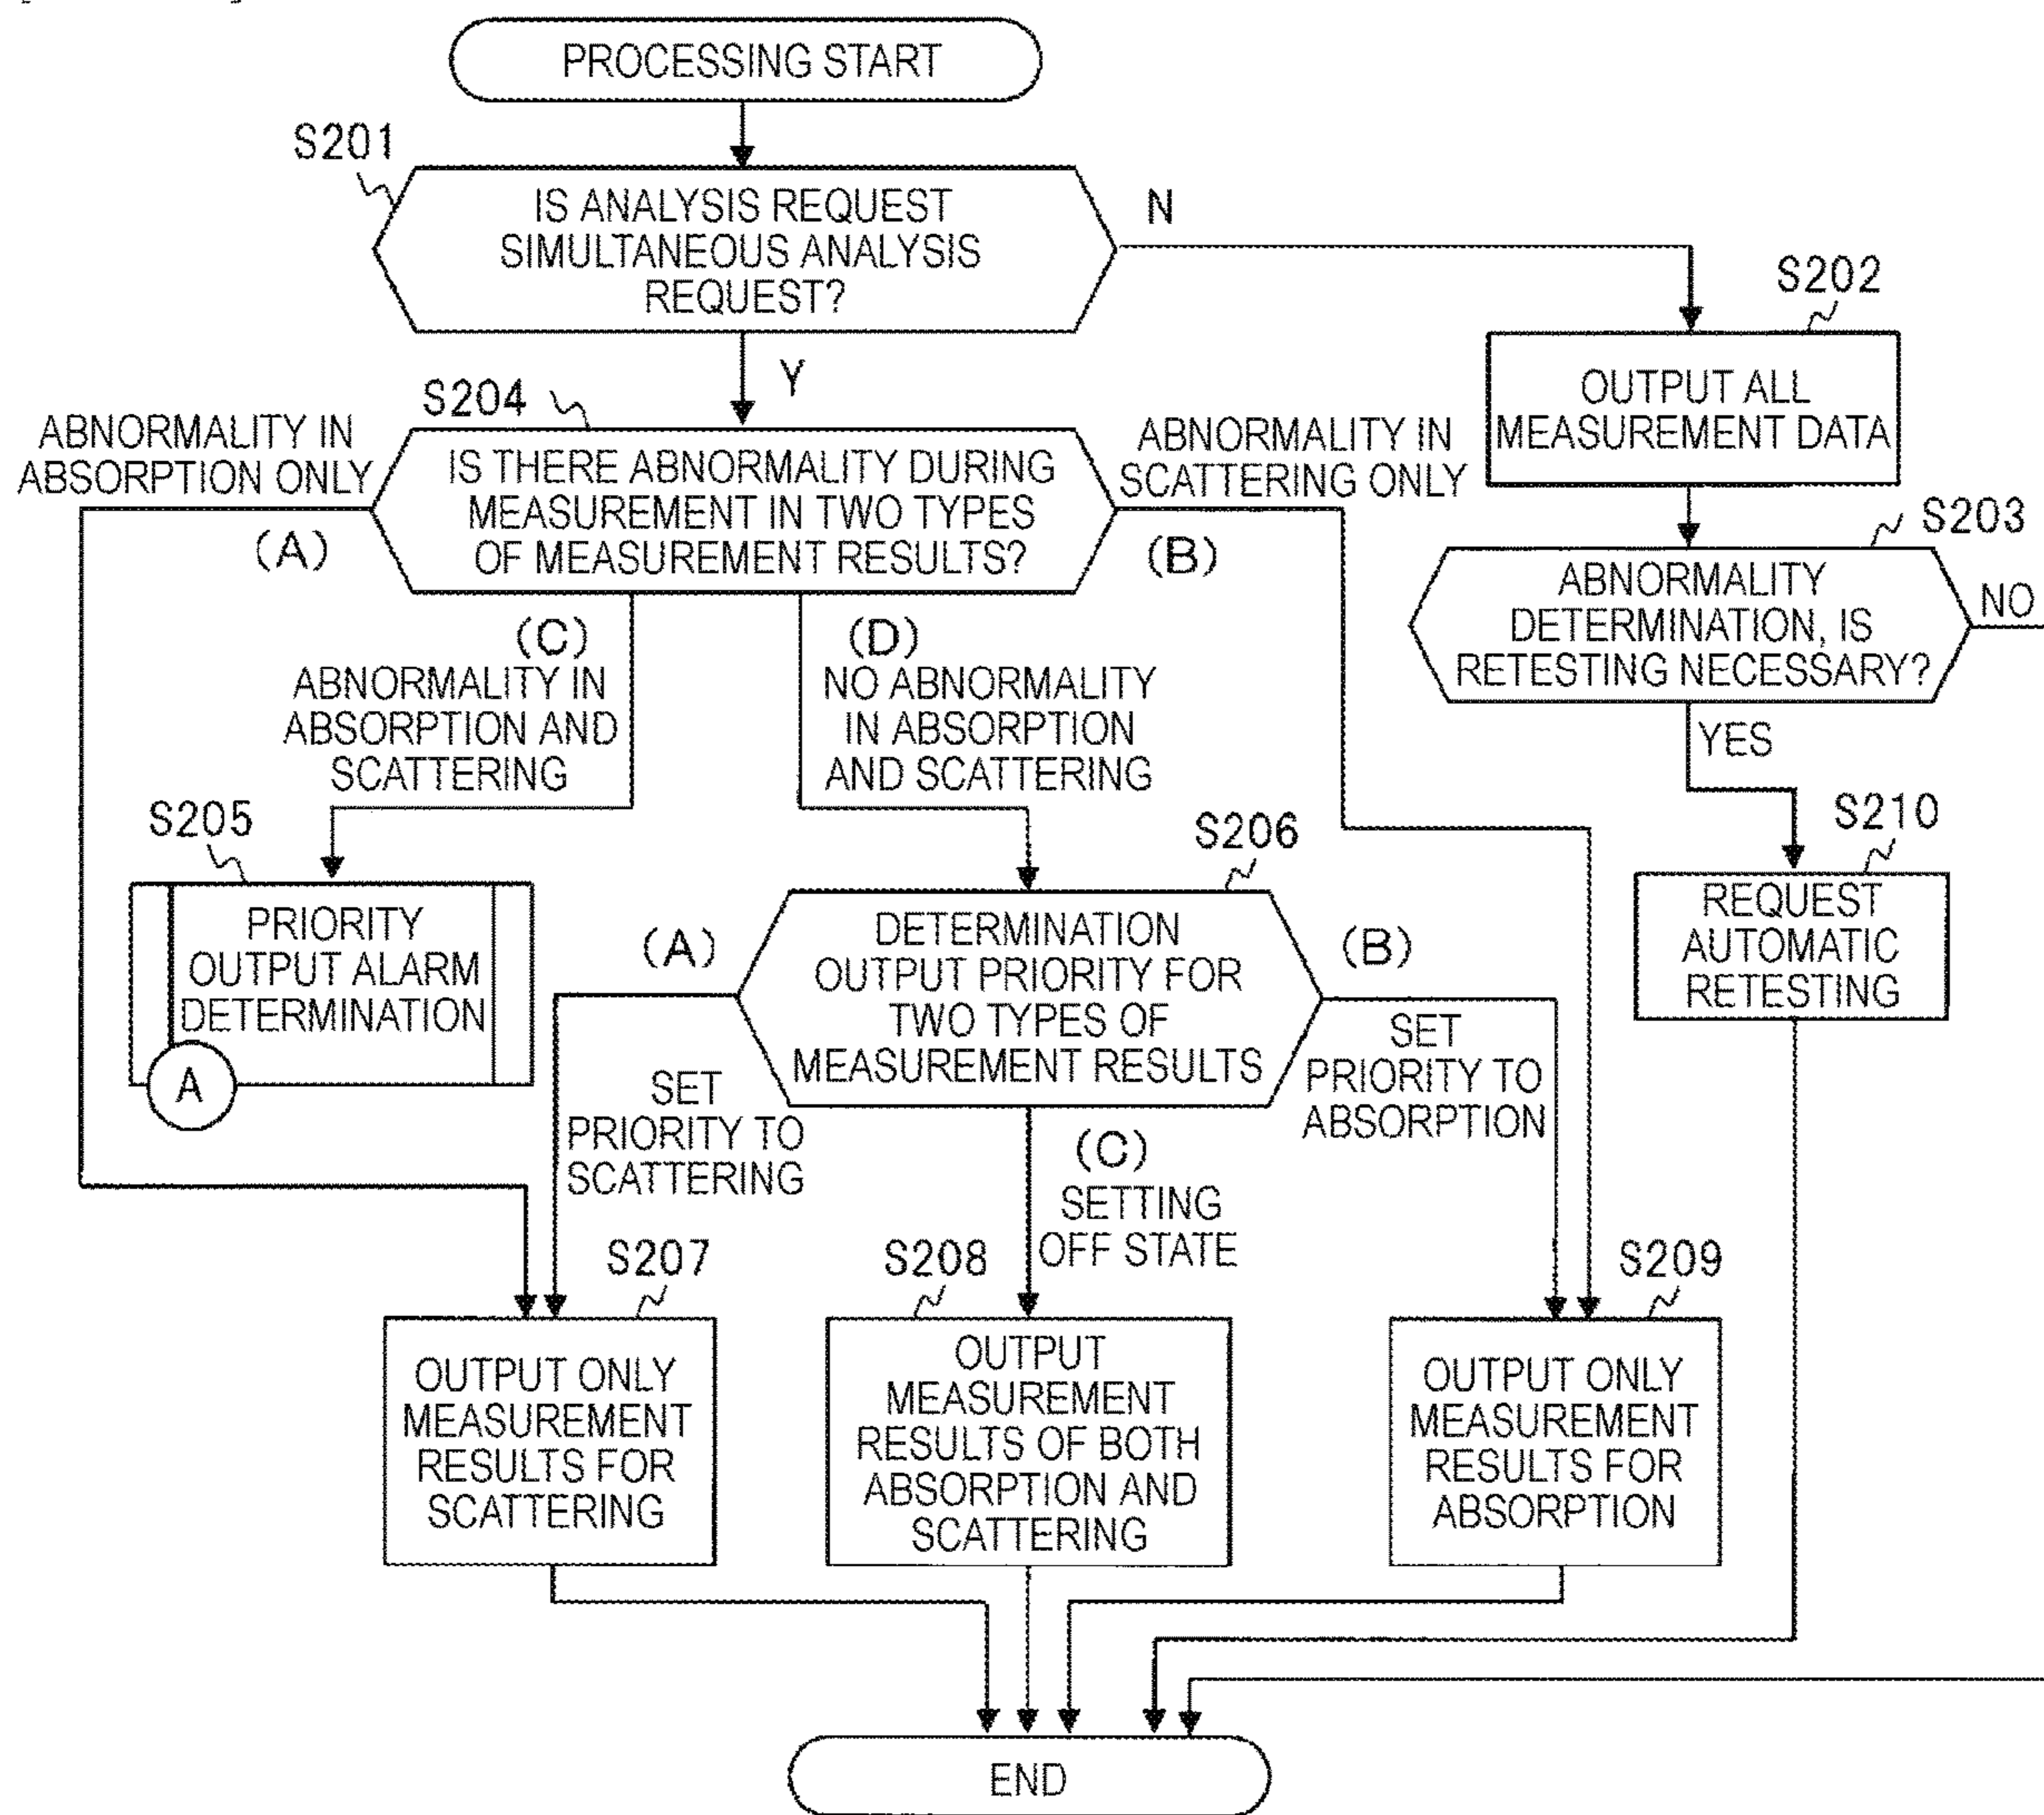 PROCESSING START
S201
IS ANALYSIS REQUEST
SIMULTANEOUS ANALYSIS
REQUEST?
N
Y
S202
OUTPUT ALL
MEASUREMENT DATA
S203
ABNORMALITY
DETERMINATION, IS
RETESTING NECESSARY?
NO
YES
S210
REQUEST
AUTOMATIC
RETESTING
S204
IS THERE ABNORMALITY DURING
MEASUREMENT IN TWO TYPES
OF MEASUREMENT RESULTS?
ABNORMALITY IN
ABSORPTION ONLY
(A)
ABNORMALITY IN
SCATTERING ONLY
(B)
(C)
ABNORMALITY IN
ABSORPTION AND
SCATTERING
(D)
NO ABNORMALITY
IN ABSORPTION
AND SCATTERING
S205
PRIORITY
OUTPUT ALARM
DETERMINATION
A
S206
DETERMINATION
OUTPUT PRIORITY FOR
TWO TYPES OF
MEASUREMENT RESULTS
(A)
SET
PRIORITY TO
SCATTERING
(B)
SET
PRIORITY TO
ABSORPTION
(C)
SETTING
OFF STATE
S207
OUTPUT ONLY
MEASUREMENT
RESULTS FOR
SCATTERING
S208
OUTPUT
MEASUREMENT
RESULTS OF BOTH
ABSORPTION AND
SCATTERING
S209
OUTPUT ONLY
MEASUREMENT
RESULTS FOR
ABSORPTION
END